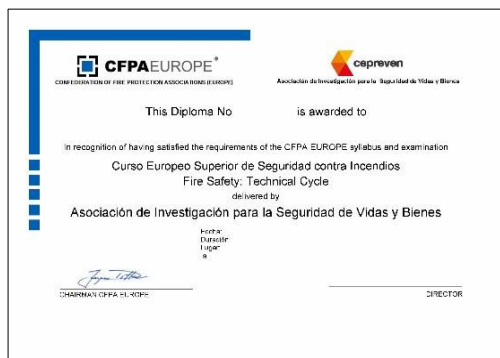 CFPA EUROPE®
CONFEDERATION OF FIRE PROTECTION ASSOCIATIONS (EUROPE)
cepreven
Asociación de Investigación para la Seguridad de Vidas y Bienes
This Diploma No is awarded to
In recognition of having satisfied the requirements of the CFPA EUROPE syllabus and examination
Curso Europeo Superior de Seguridad contra Incendios
Fire Safety: Technical Cycle
delivered by
Asociación de Investigación para la Seguridad de Vidas y Bienes
Fecha:
Duración:
Lugar:
a
CHAIRMAN CFPA EUROPE
DIRECTOR